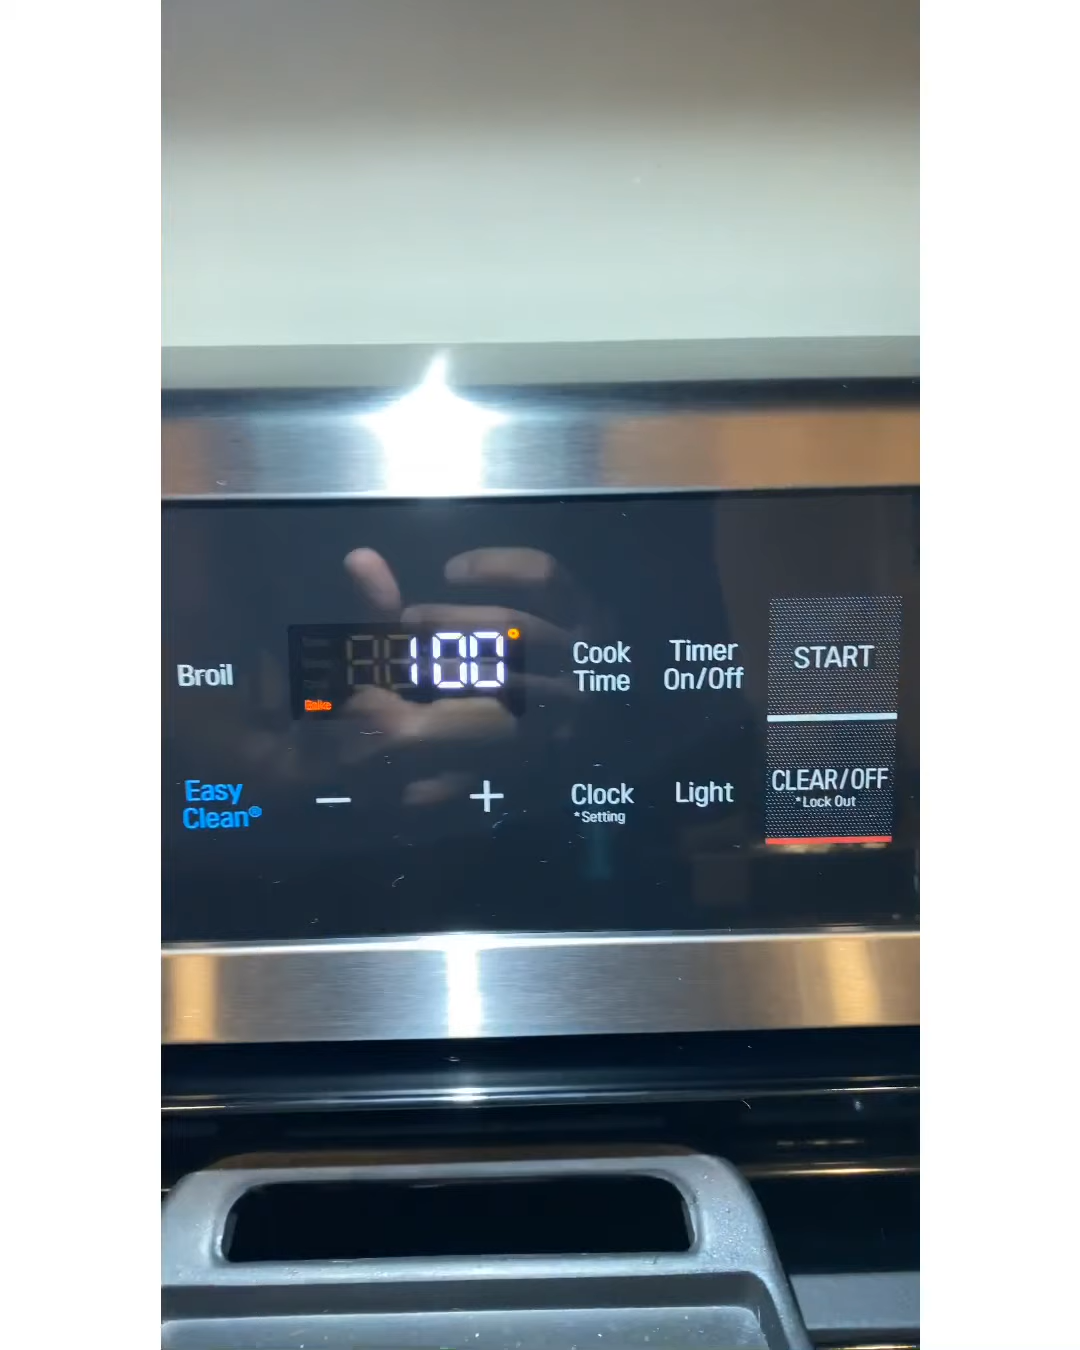 Broil
100°
Bake
Cook
Time
Timer
On/Off
START
Easy
Clean®
−
+
Clock
*Setting
Light
CLEAR/OFF
*Lock Out